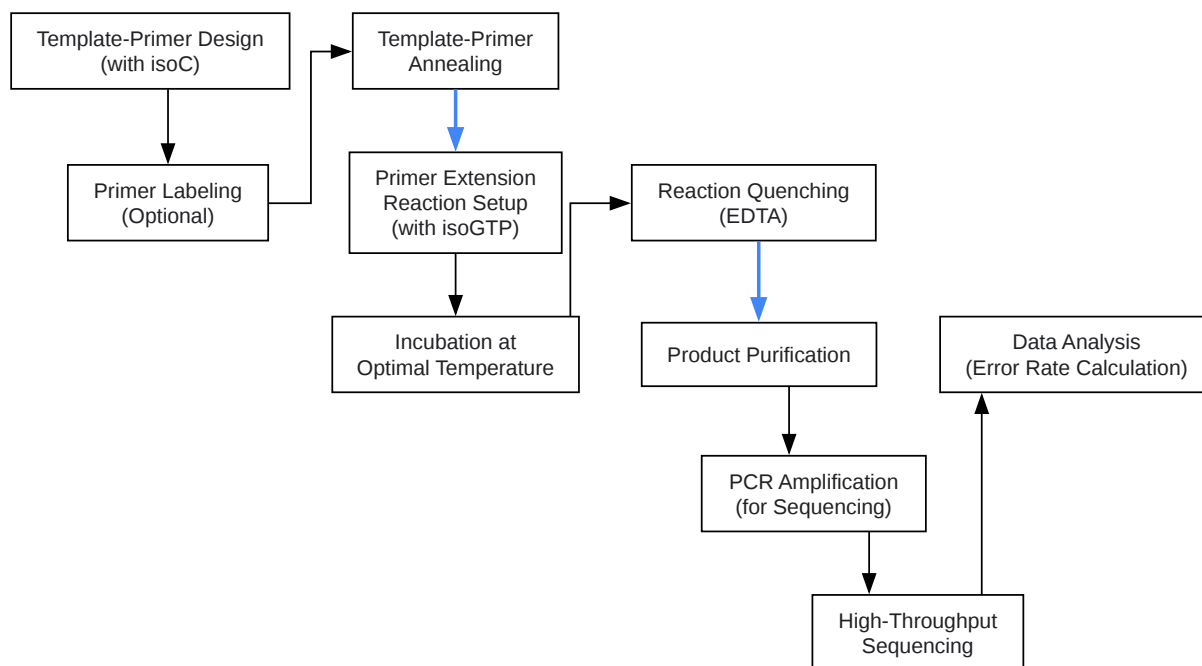 Template-Primer Design
(with isoC)
Primer Labeling
(Optional)
Template-Primer
Annealing
Primer Extension
Reaction Setup
(with isoGTP)
Incubation at
Optimal Temperature
Reaction Quenching
(EDTA)
Product Purification
PCR Amplification
(for Sequencing)
High-Throughput
Sequencing
Data Analysis
(Error Rate Calculation)